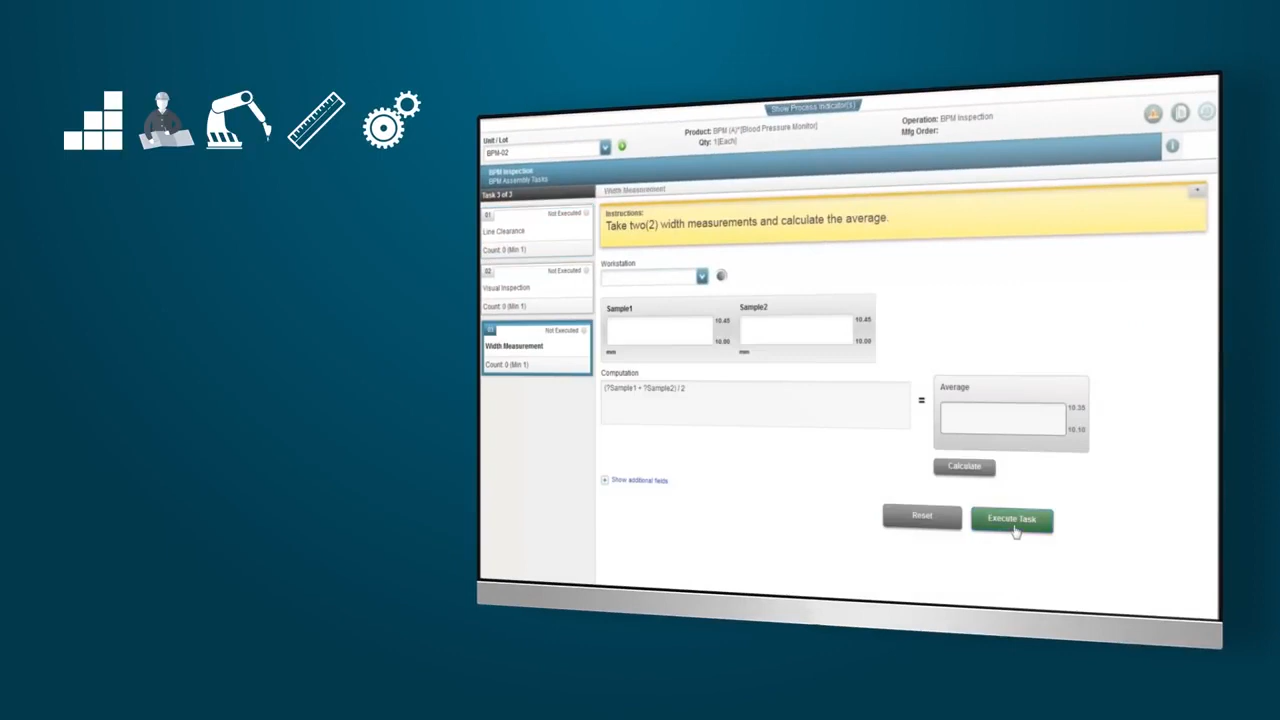 Show Process Indicator(s)
Unit / Lot
BPM-02
Product: BPM (A)*[Blood Pressure Monitor]
Qty: 1[Each]
Operation: BPM Inspection
Mfg Order:
BPM Inspection
BPM Assembly Tasks
Task 3 of 3
01 Not Executed
Line Clearance
Count: 0 (Min 1)
02 Not Executed
Visual Inspection
Count: 0 (Min 1)
03 Not Executed
Width Measurement
Count: 0 (Min 1)
Width Measurement
Instructions:
Take two(2) width measurements and calculate the average.
Workstation
Sample1
10.45
10.00
mm
Sample2
10.45
10.00
mm
Computation
(?Sample1 + ?Sample2) / 2
=
Average
10.35
10.10
Calculate
Show additional fields
Reset
Execute Task